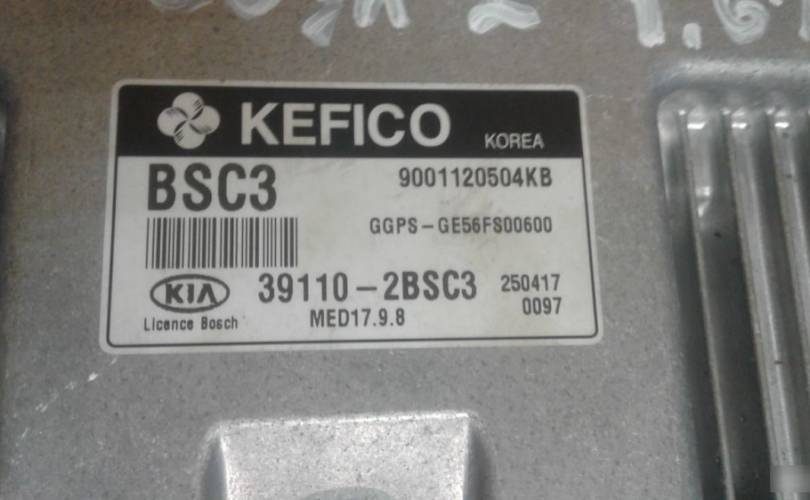 KEFICO KOREA
BSC3 9001120504KB
GGPS-GE56FS00600
KIA 39110-2BSC3 250417
0097
Licence Bosch MED17.9.8